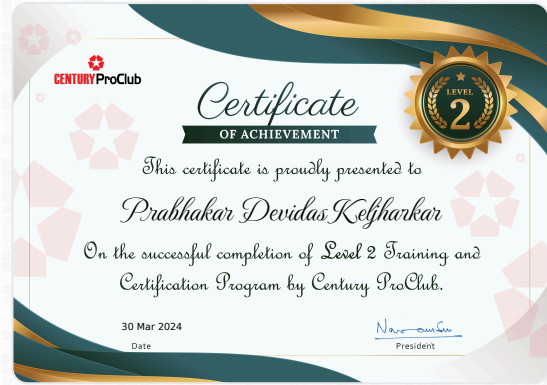 CENTURY ProClub
Certificate
OF ACHIEVEMENT
LEVEL
2
This certificate is proudly presented to
Prabhakar Devidas Keljharkar
On the successful completion of Level 2 Training and
Certification Program by Century ProClub.
30 Mar 2024
Date
President